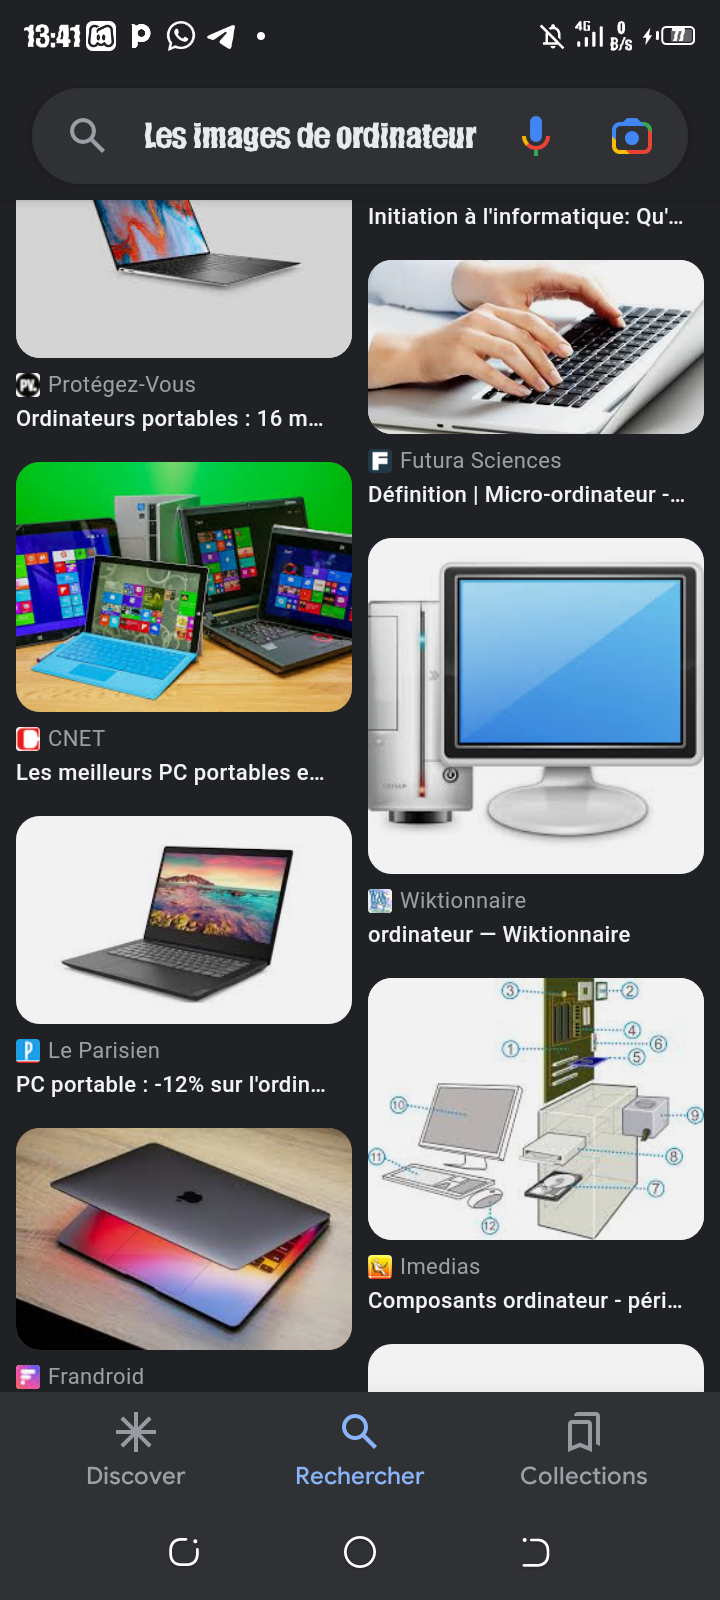 13:41
4G
0
B/s
77
Les images de ordinateur
Initiation à l'informatique: Qu'...
PV.
Protégez-Vous
Ordinateurs portables : 16 m...
F
Futura Sciences
Définition | Micro-ordinateur -...
CNET
Les meilleurs PC portables e...
Wiktionnaire
ordinateur — Wiktionnaire
P
Le Parisien
PC portable : -12% sur l'ordin...
3
2
4
6
1
5
10
9
11
8
7
12
Imedias
Composants ordinateur - péri...
Frandroid
Discover
Rechercher
Collections